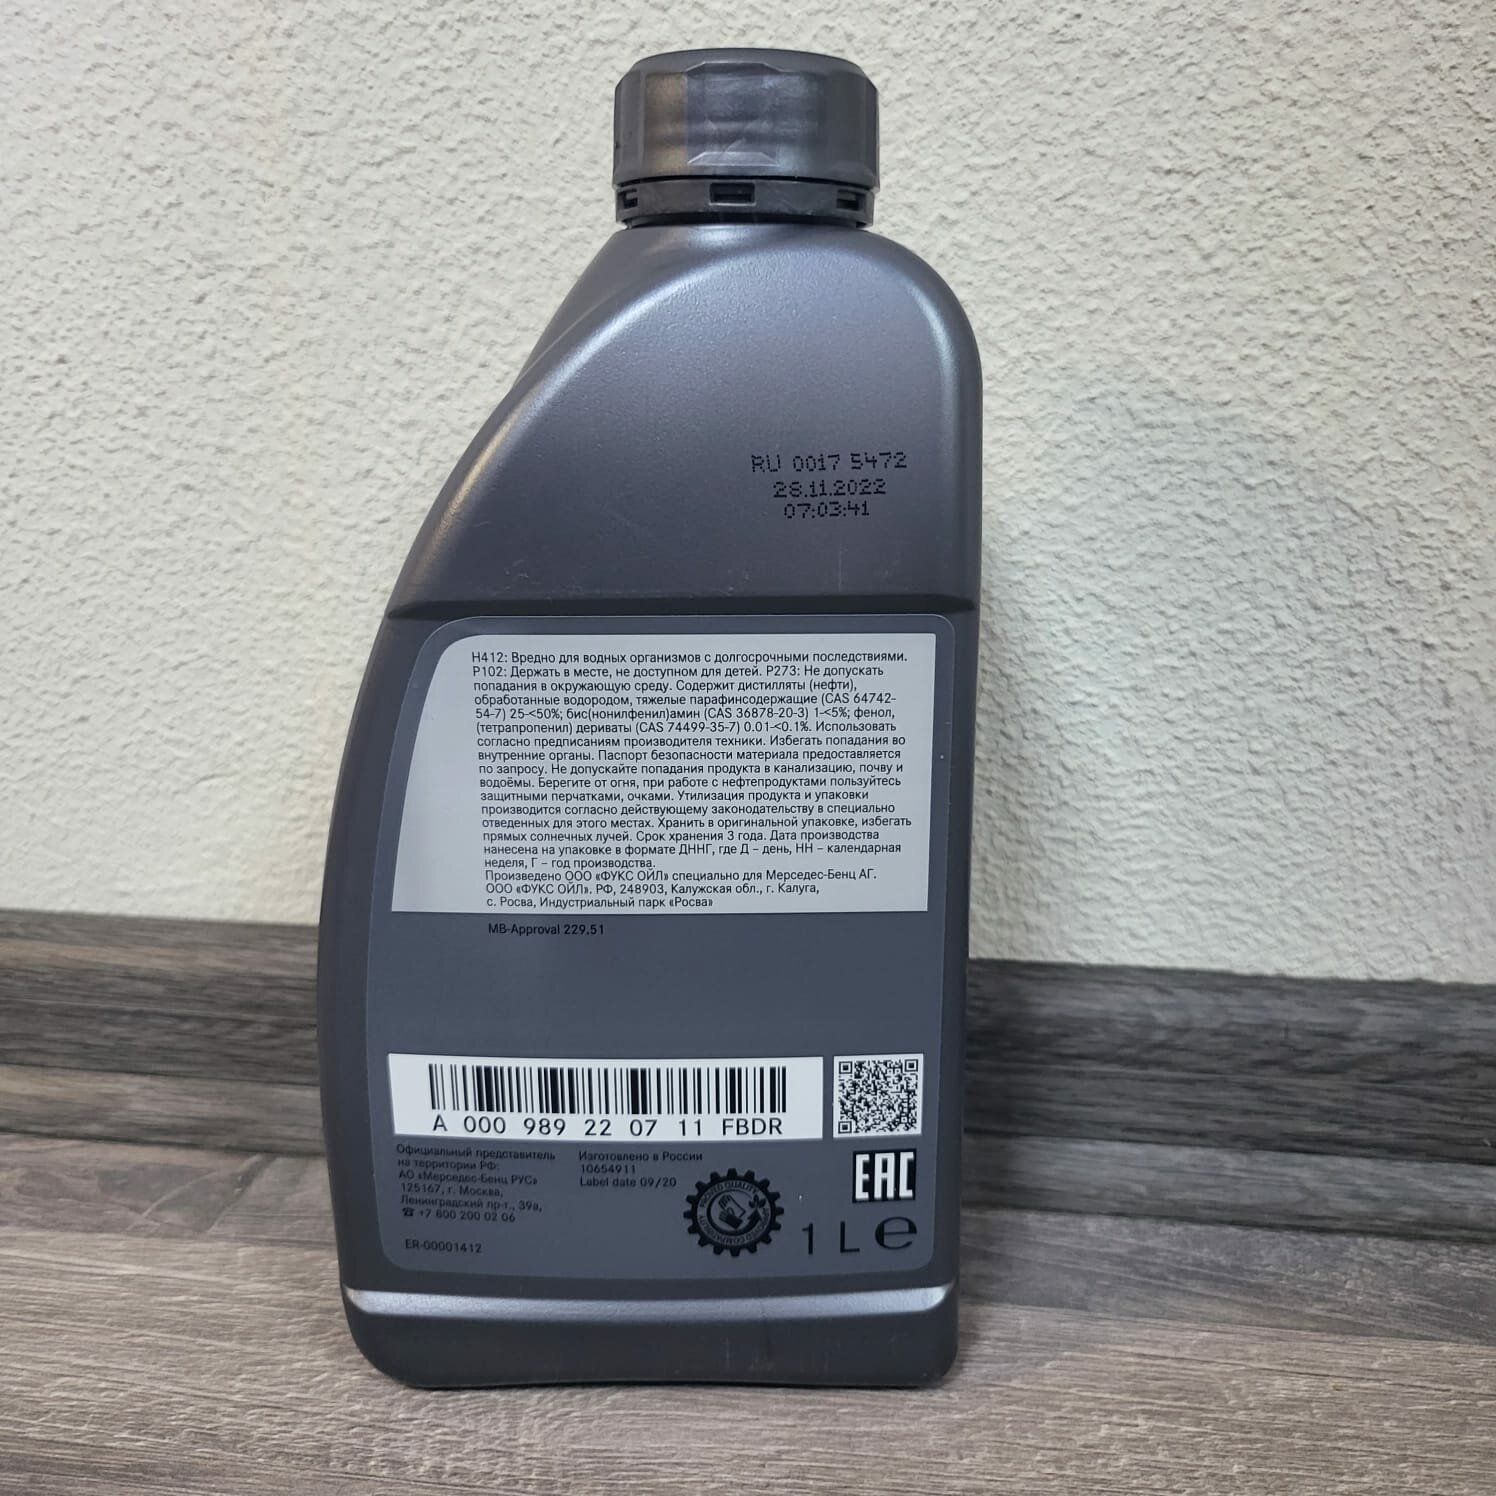 RU 0017 5472
28.11.2022
07:03:41
H412: Вредно для водных организмов с долгосрочными последствиями.
P102: Держать в месте, не доступном для детей. P273: Не допускать
попадания в окружающую среду. Содержит дистилляты (нефти),
обработанные водородом, тяжелые парафинсодержащие (CAS 64742-
54-7) 25-<50%; бис(нонилфенил)амин (CAS 36878-20-3) 1-<5%; фенол,
(тетрапропенил) дериваты (CAS 74499-35-7) 0.01-<0.1%. Использовать
согласно предписаниям производителя техники. Избегать попадания во
внутренние органы. Паспорт безопасности материала предоставляется
по запросу. Не допускайте попадания продукта в канализацию, почву и
водоёмы. Берегите от огня, при работе с нефтепродуктами пользуйтесь
защитными перчатками, очками. Утилизация продукта и упаковки
производится согласно действующему законодательству в специально
отведенных для этого местах. Хранить в оригинальной упаковке, избегать
прямых солнечных лучей. Срок хранения 3 года. Дата производства
нанесена на упаковке в формате ДННГ, где Д – день, НН – календарная
неделя, Г – год производства.
Произведено ООО «ФУКС ОЙЛ» специально для Мерседес-Бенц АГ.
ООО «ФУКС ОЙЛ». РФ, 248903, Калужская обл., г. Калуга,
с. Росва, Индустриальный парк «Росва»
MB-Approval 229.51
A 000 989 22 07 11 FBDR
Официальный представитель
на территории РФ:
АО «Мерседес-Бенц РУС»
125167, г. Москва,
Ленинградский пр-т., 39а,
☎ +7 800 200 02 06
ER-00001412
Изготовлено в России
10654911
Label date 09/20
PROVED QUALITY
APPROVED COMPATIBILITY
EAC
1 L e